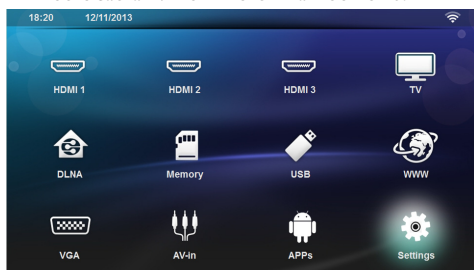 18:20 12/11/2013
HDMI 1 HDMI 2 HDMI 3 TV
DLNA Memory USB WWW
VGA AV-in APPs Settings